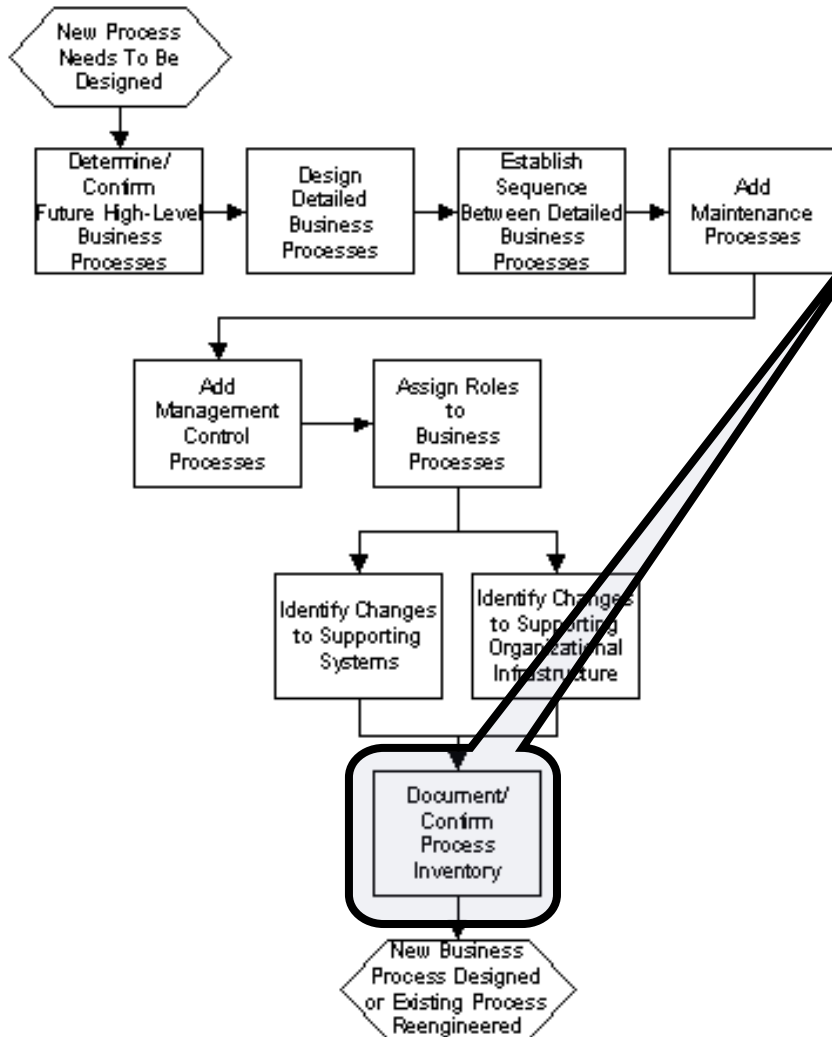 New Process
Needs To Be
Designed
Determine/
Confirm
Future High-Level
Business
Processes
Design
Detailed
Business
Processes
Establish
Sequence
Between Detailed
Business
Processes
Add
Maintenance
Processes
Add
Management
Control
Processes
Assign Roles
to
Business
Processes
Identify Changes
to Supporting
Systems
Identify Changes
to Supporting
Organizational
Infrastructure
Document/
Confirm
Process
Inventory
New Business
Process Designed
or Existing Process
Reengineered